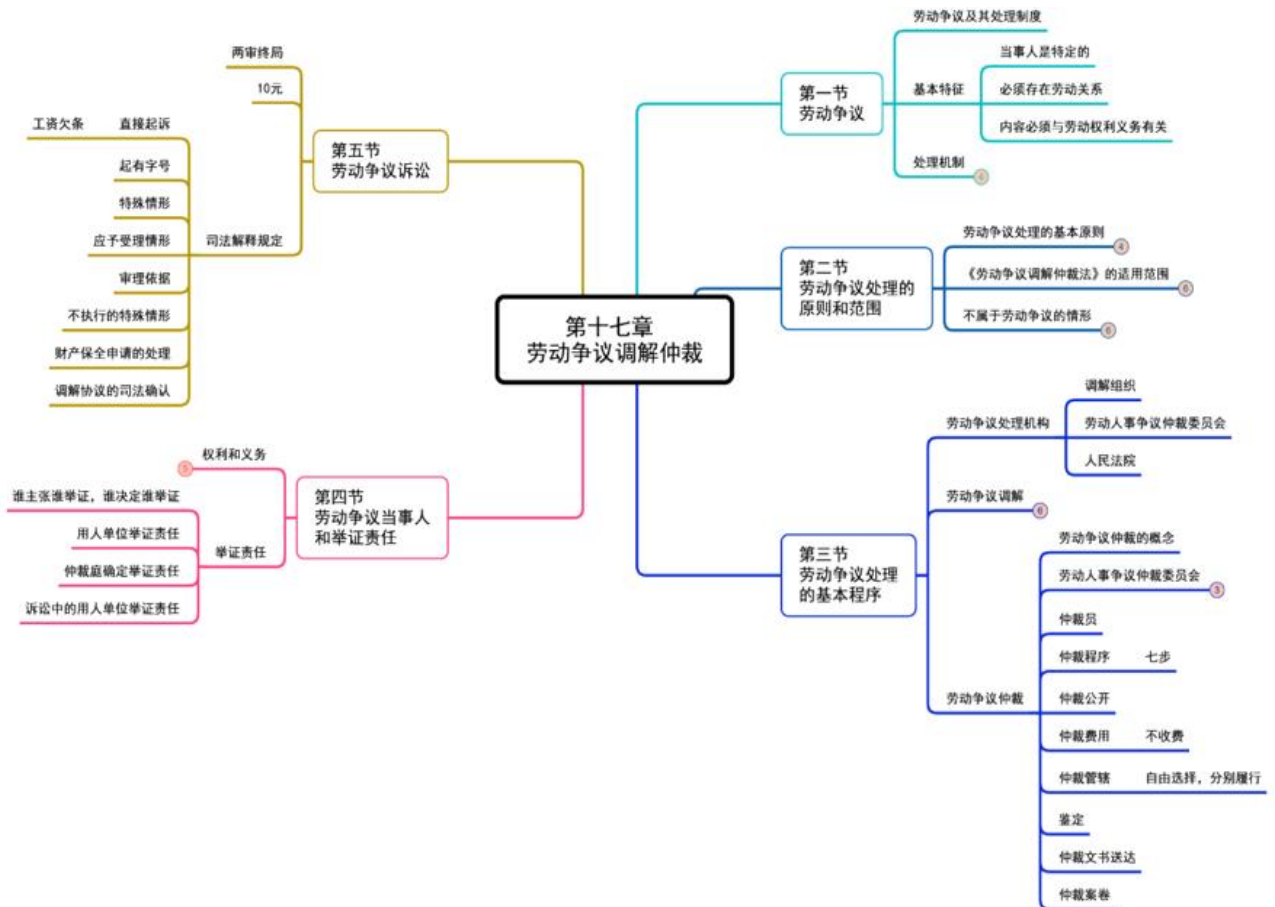 第十七章
劳动争议调解仲裁
第一节
劳动争议
劳动争议及其处理制度
基本特征
当事人是特定的
必须存在劳动关系
内容必须与劳动权利义务有关
处理机制
第二节
劳动争议处理的
原则和范围
劳动争议处理的基本原则
4
《劳动争议调解仲裁法》的适用范围
6
不属于劳动争议的情形
6
第三节
劳动争议处理
的基本程序
劳动争议处理机构
调解组织
劳动人事争议仲裁委员会
人民法院
劳动争议调解
6
劳动争议仲裁
劳动争议仲裁的概念
劳动人事争议仲裁委员会
3
仲裁员
仲裁程序 七步
仲裁公开
仲裁费用 不收费
仲裁管辖 自由选择，分别履行
鉴定
仲裁文书送达
仲裁案卷
第四节
劳动争议当事人
和举证责任
权利和义务
5
举证责任
谁主张谁举证，谁决定谁举证
用人单位举证责任
仲裁庭确定举证责任
诉讼中的用人单位举证责任
第五节
劳动争议诉讼
两审终局
10元
司法解释规定
工资欠条 直接起诉
起有字号
特殊情形
应予受理情形
审理依据
不执行的特殊情形
财产保全申请的处理
调解协议的司法确认